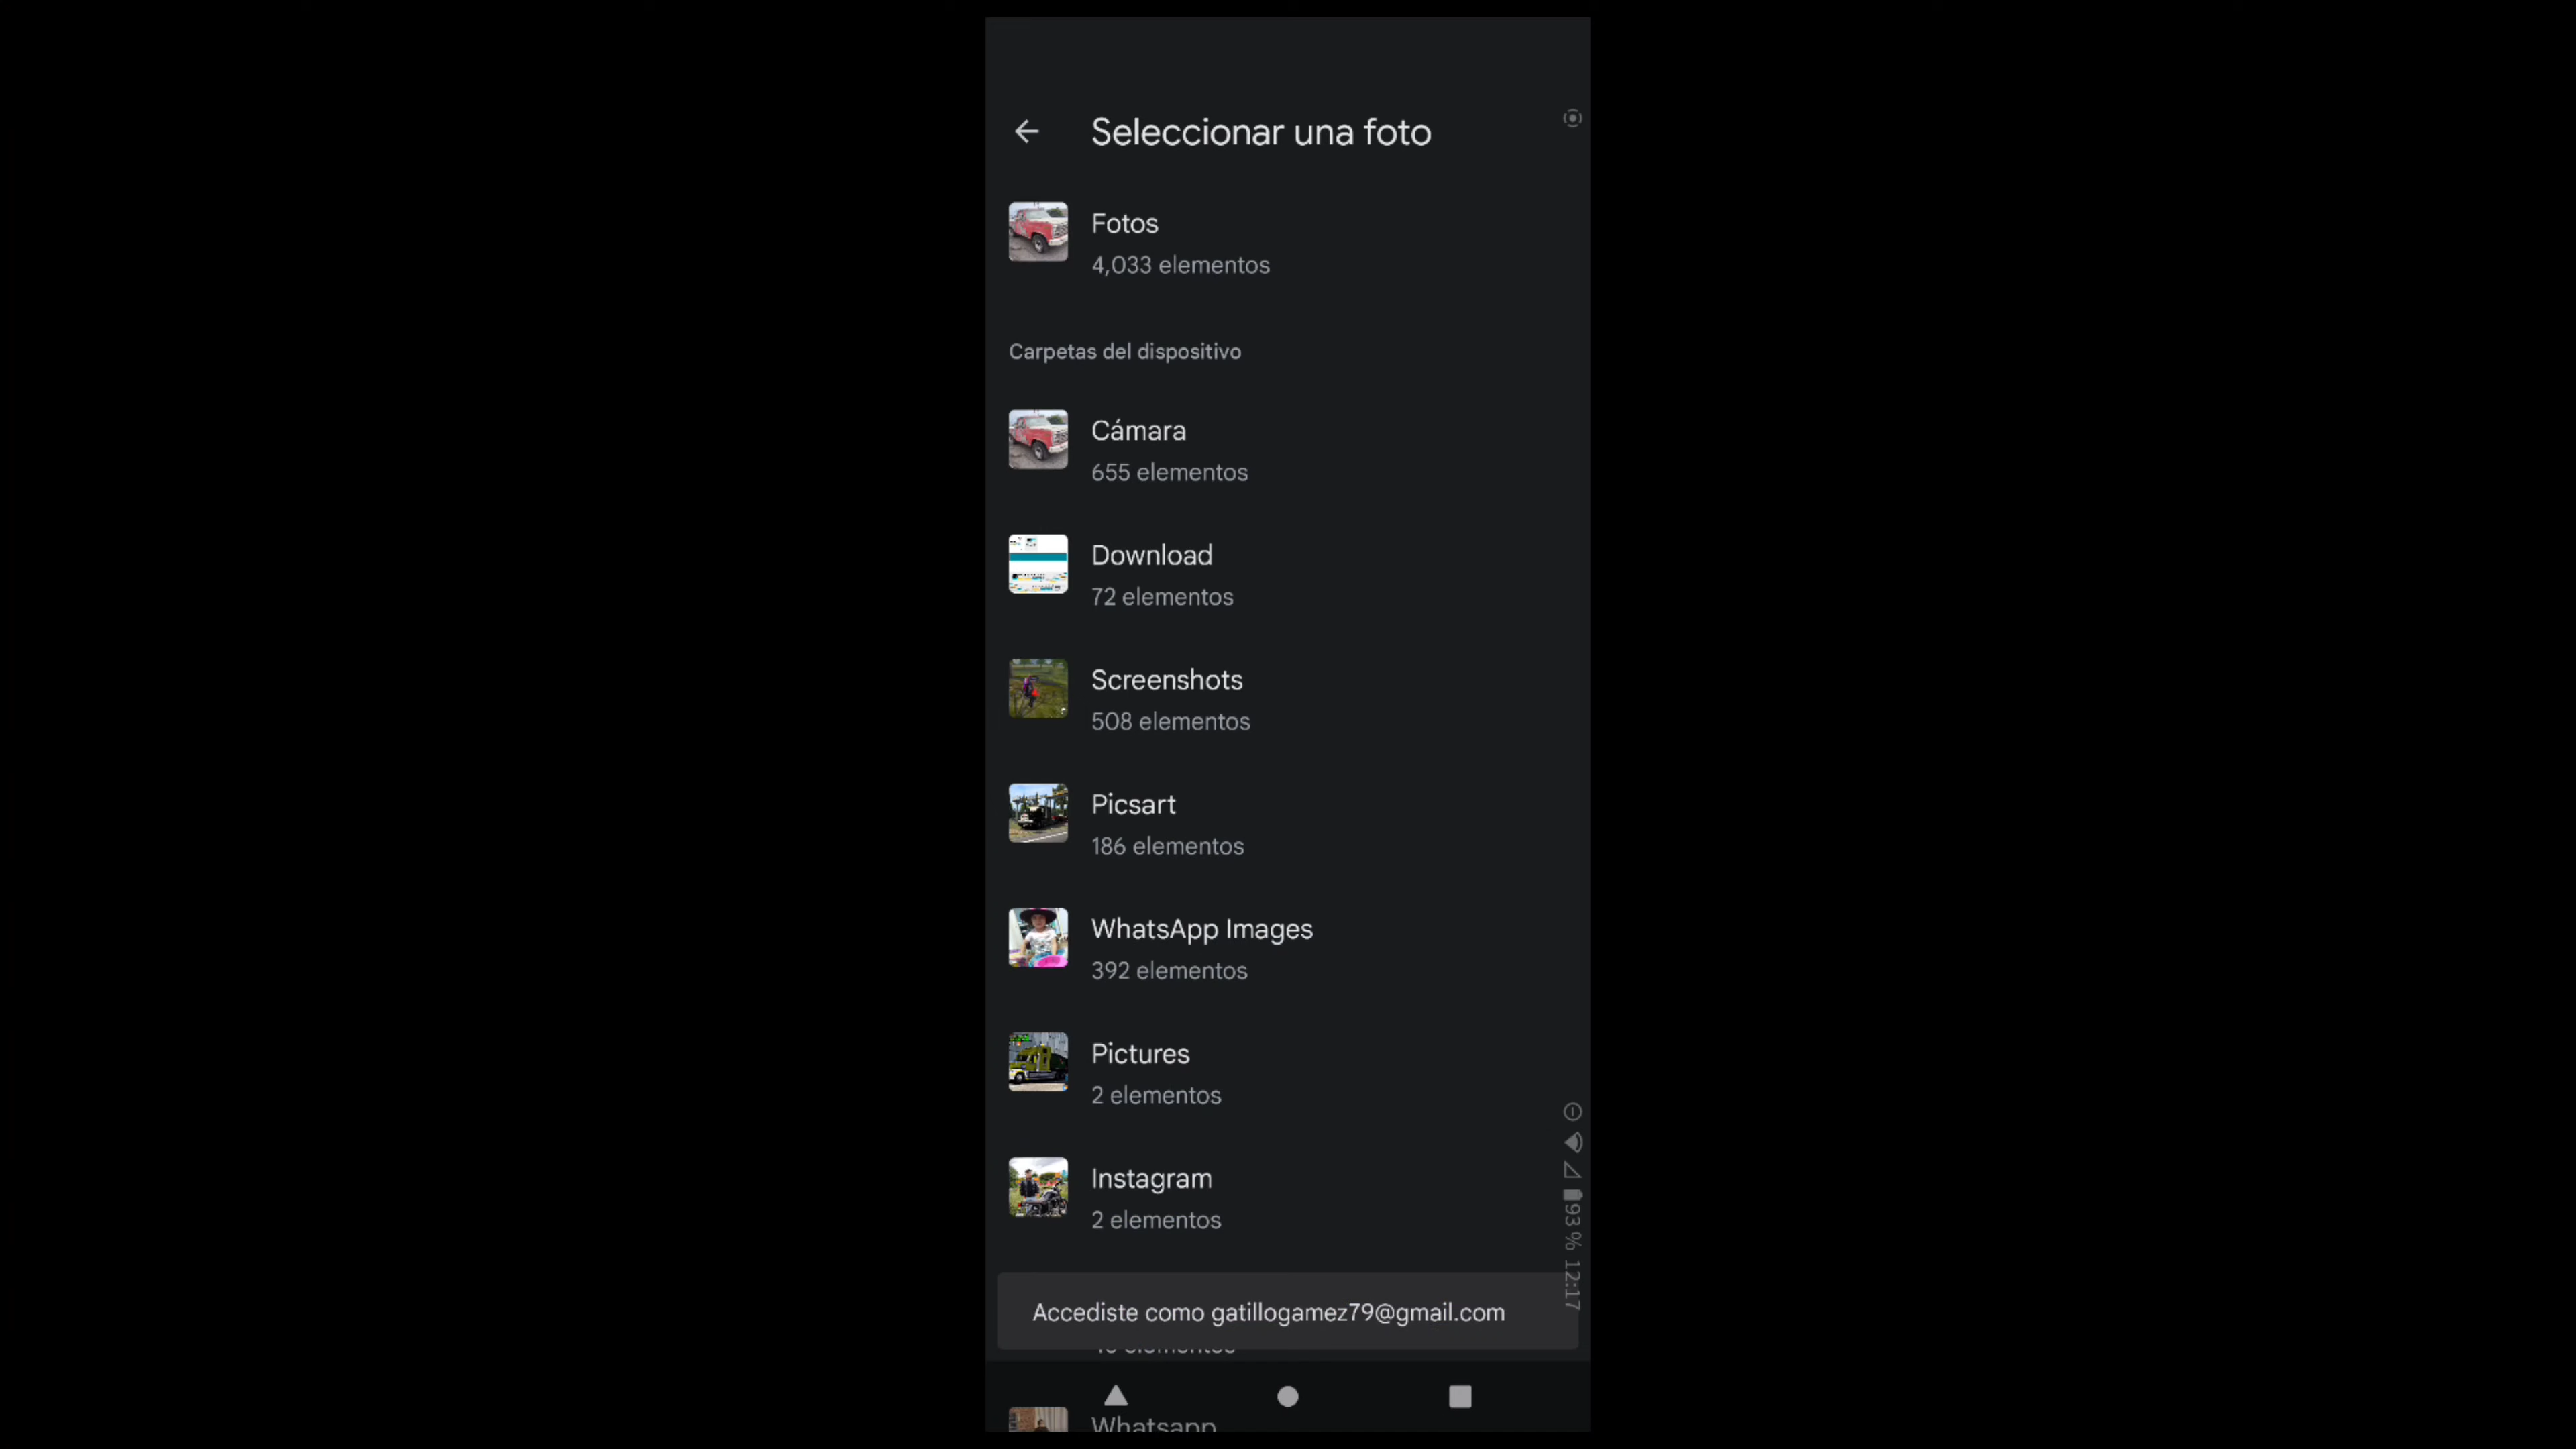 Seleccionar una foto
Fotos
4,033 elementos
Carpetas del dispositivo
Cámara
655 elementos
Download
72 elementos
Screenshots
508 elementos
Picsart
186 elementos
WhatsApp Images
392 elementos
Pictures
2 elementos
Instagram
2 elementos
93 % 12:17
Accediste como gatillogamez79@gmail.com
elementos
Whatsapp